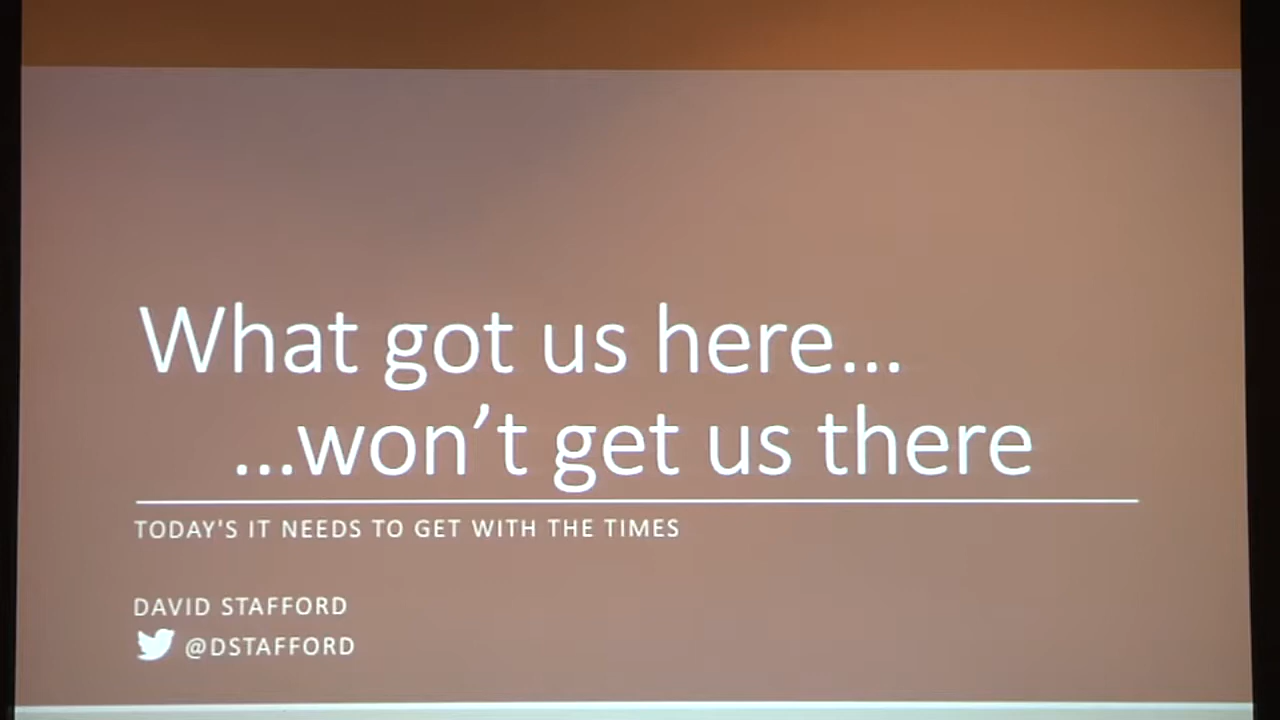 What got us here...
...won't get us there
TODAY'S IT NEEDS TO GET WITH THE TIMES
DAVID STAFFORD
@DSTAFFORD